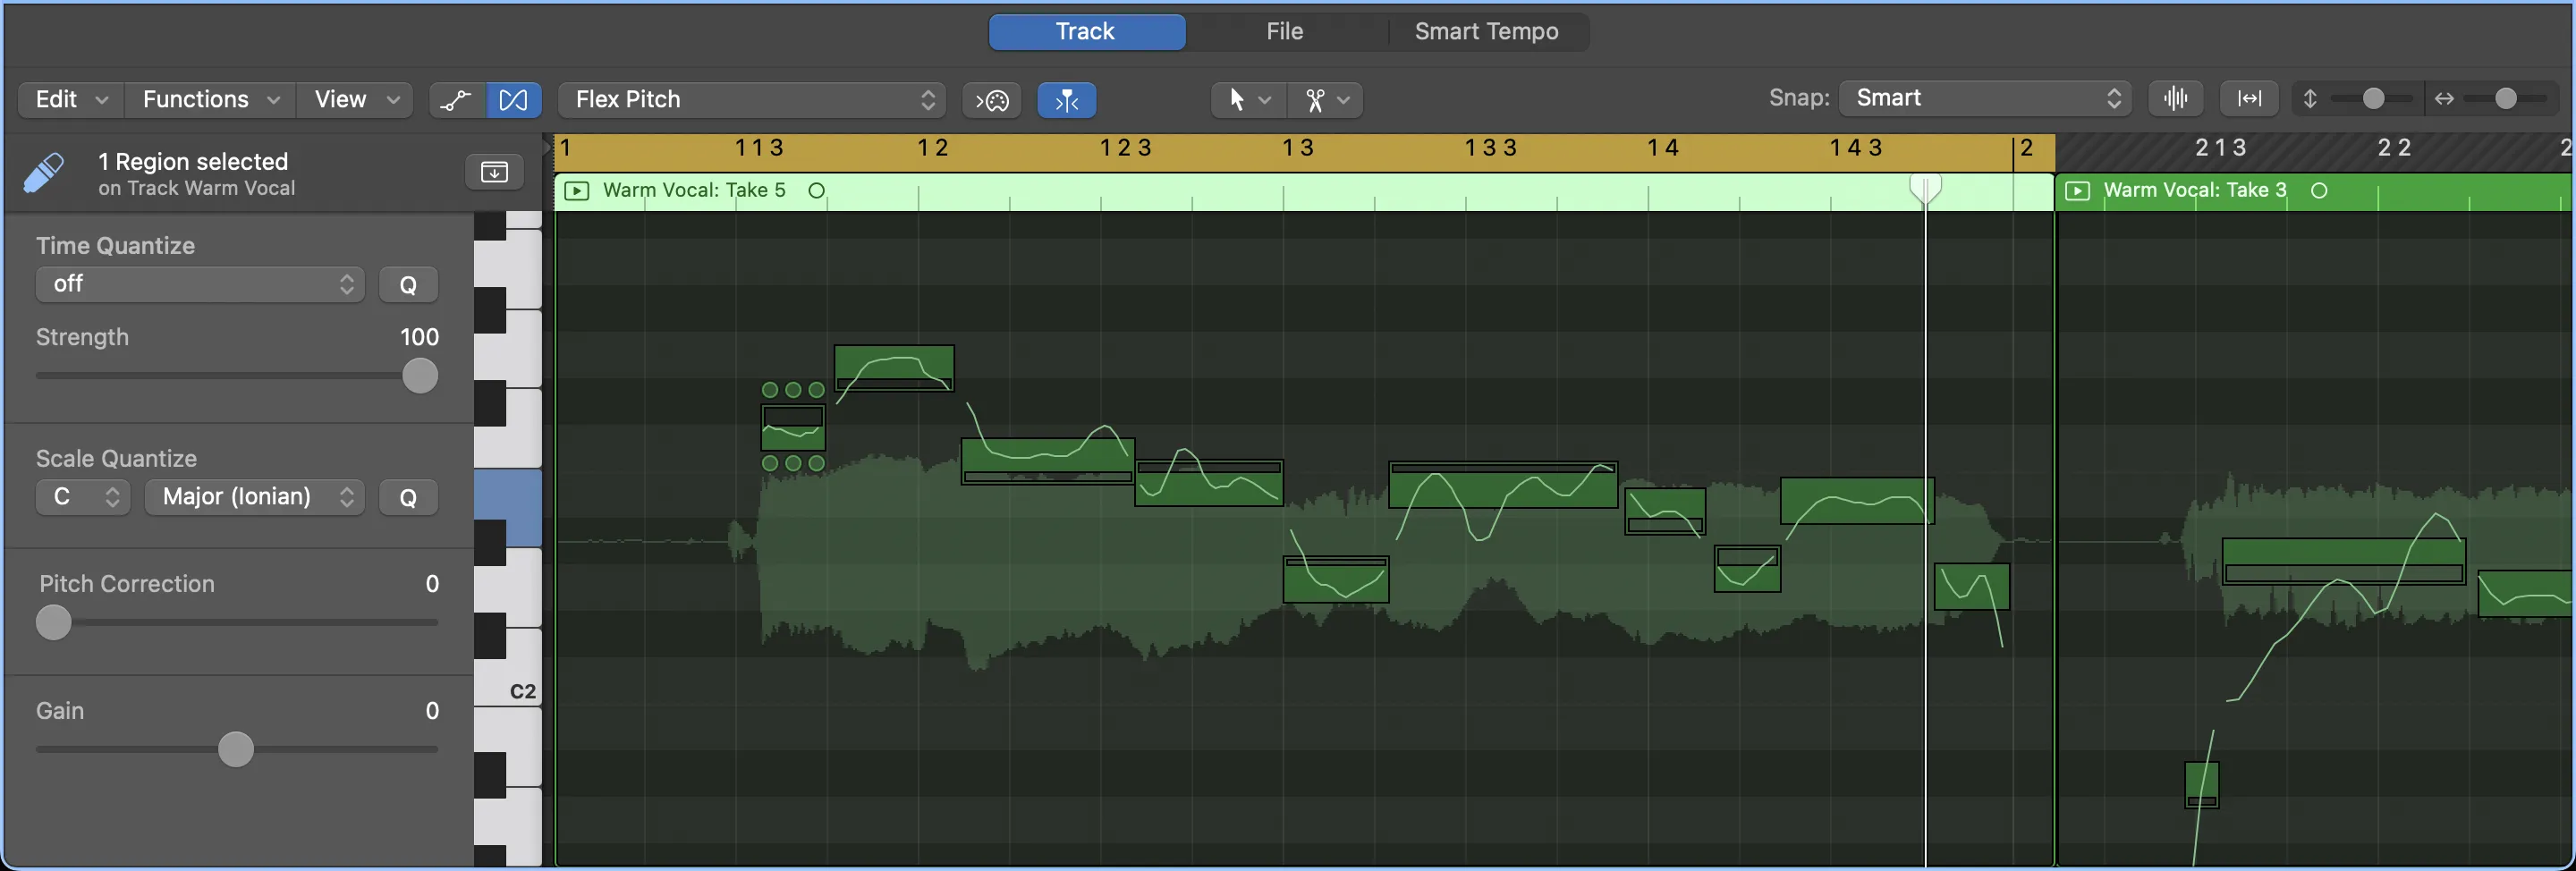 Track File Smart Tempo
Edit Functions View Flex Pitch Snap: Smart
1 1 1 3 1 2 1 2 3 1 3 1 3 3 1 4 1 4 3 2 2 1 3 2 2 2
1 Region selected
on Track Warm Vocal
Warm Vocal: Take 5 Warm Vocal: Take 3
Time Quantize
off Q
Strength 100
Scale Quantize
C Major (Ionian) Q
Pitch Correction 0
C2
Gain 0